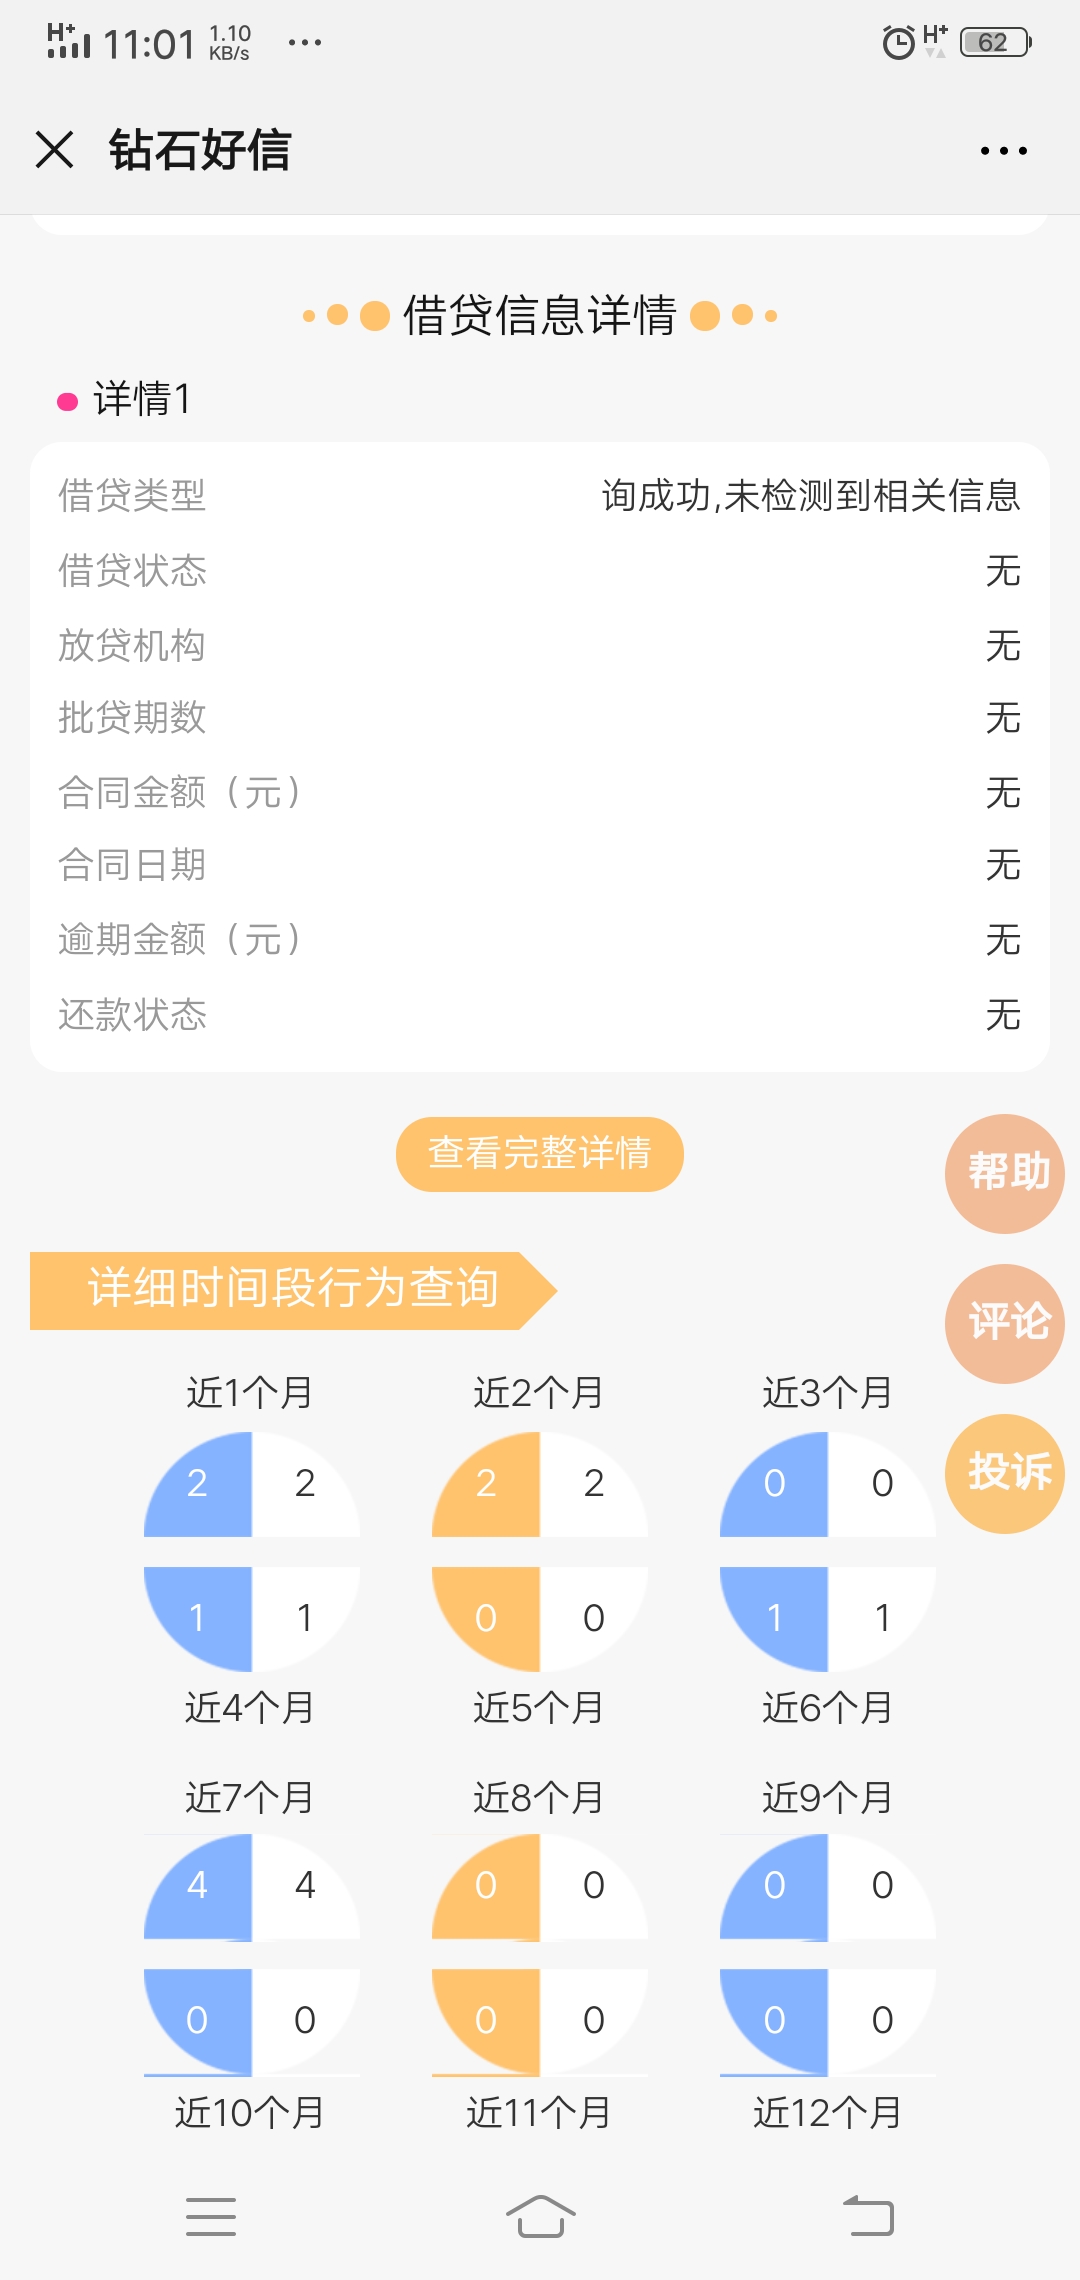 11:01 1.10 KB/s ··· 62
钻石好信
借贷信息详情
详情1
借贷类型 询成功,未检测到相关信息
借贷状态 无
放贷机构 无
批贷期数 无
合同金额（元） 无
合同日期 无
逾期金额（元） 无
还款状态 无
查看完整详情
帮助
详细时间段行为查询
评论
近1个月 近2个月 近3个月
投诉
2 2 2 2 0 0
1 1 0 0 1 1
近4个月 近5个月 近6个月
近7个月 近8个月 近9个月
4 4 0 0 0 0
0 0 0 0 0 0
近10个月 近11个月 近12个月